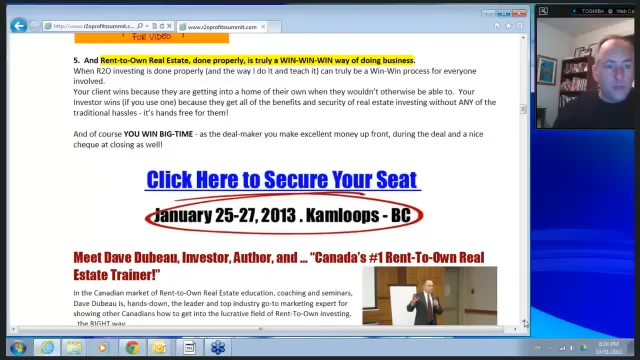 TOSHIBA Web Ca
www.r2oprofitsummit.c...
www.r2oprofitsummit.com
FOR VIDEO
5. And Rent-to-Own Real Estate, done properly, is truly a WIN-WIN-WIN way of doing business.
When R2O investing is done properly (and the way I do it and teach it) can truly be a Win-Win process for everyone
involved.
Your client wins because they are getting into a home of their own when they wouldn't otherwise be able to. Your
Investor wins (if you use one) because they get all of the benefits and security of real estate investing without ANY of the
traditional hassles - it's hands free for them!
And of course YOU WIN BIG-TIME - as the deal-maker you make excellent money up front, during the deal and a nice
cheque at closing as well!
Click Here to Secure Your Seat
January 25-27, 2013 . Kamloops - BC
Meet Dave Dubeau, Investor, Author, and ... "Canada's #1 Rent-To-Own Real
Estate Trainer!"
In the Canadian market of Rent-to-Own Real Estate education, coaching and seminars,
Dave Dubeau is, hands-down, the leader and top industry go-to marketing expert for
showing other Canadians how to get into the lucrative field of Rent-To-Own investing.
the RIGHT way.
10/01/2013